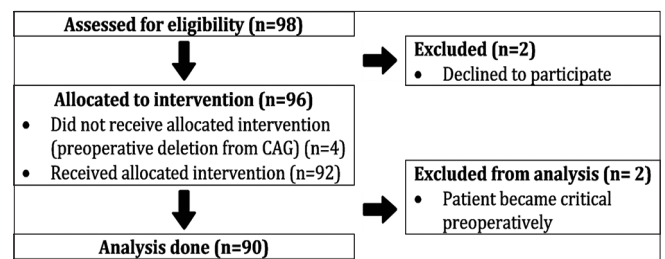 Assessed for eligibility (n=98)
Excluded (n=2)
• Declined to participate
Allocated to intervention (n=96)
• Did not receive allocated intervention
(preoperative deletion from CAG) (n=4)
• Received allocated intervention (n=92)
Excluded from analysis (n= 2)
• Patient became critical
preoperatively
Analysis done (n=90)